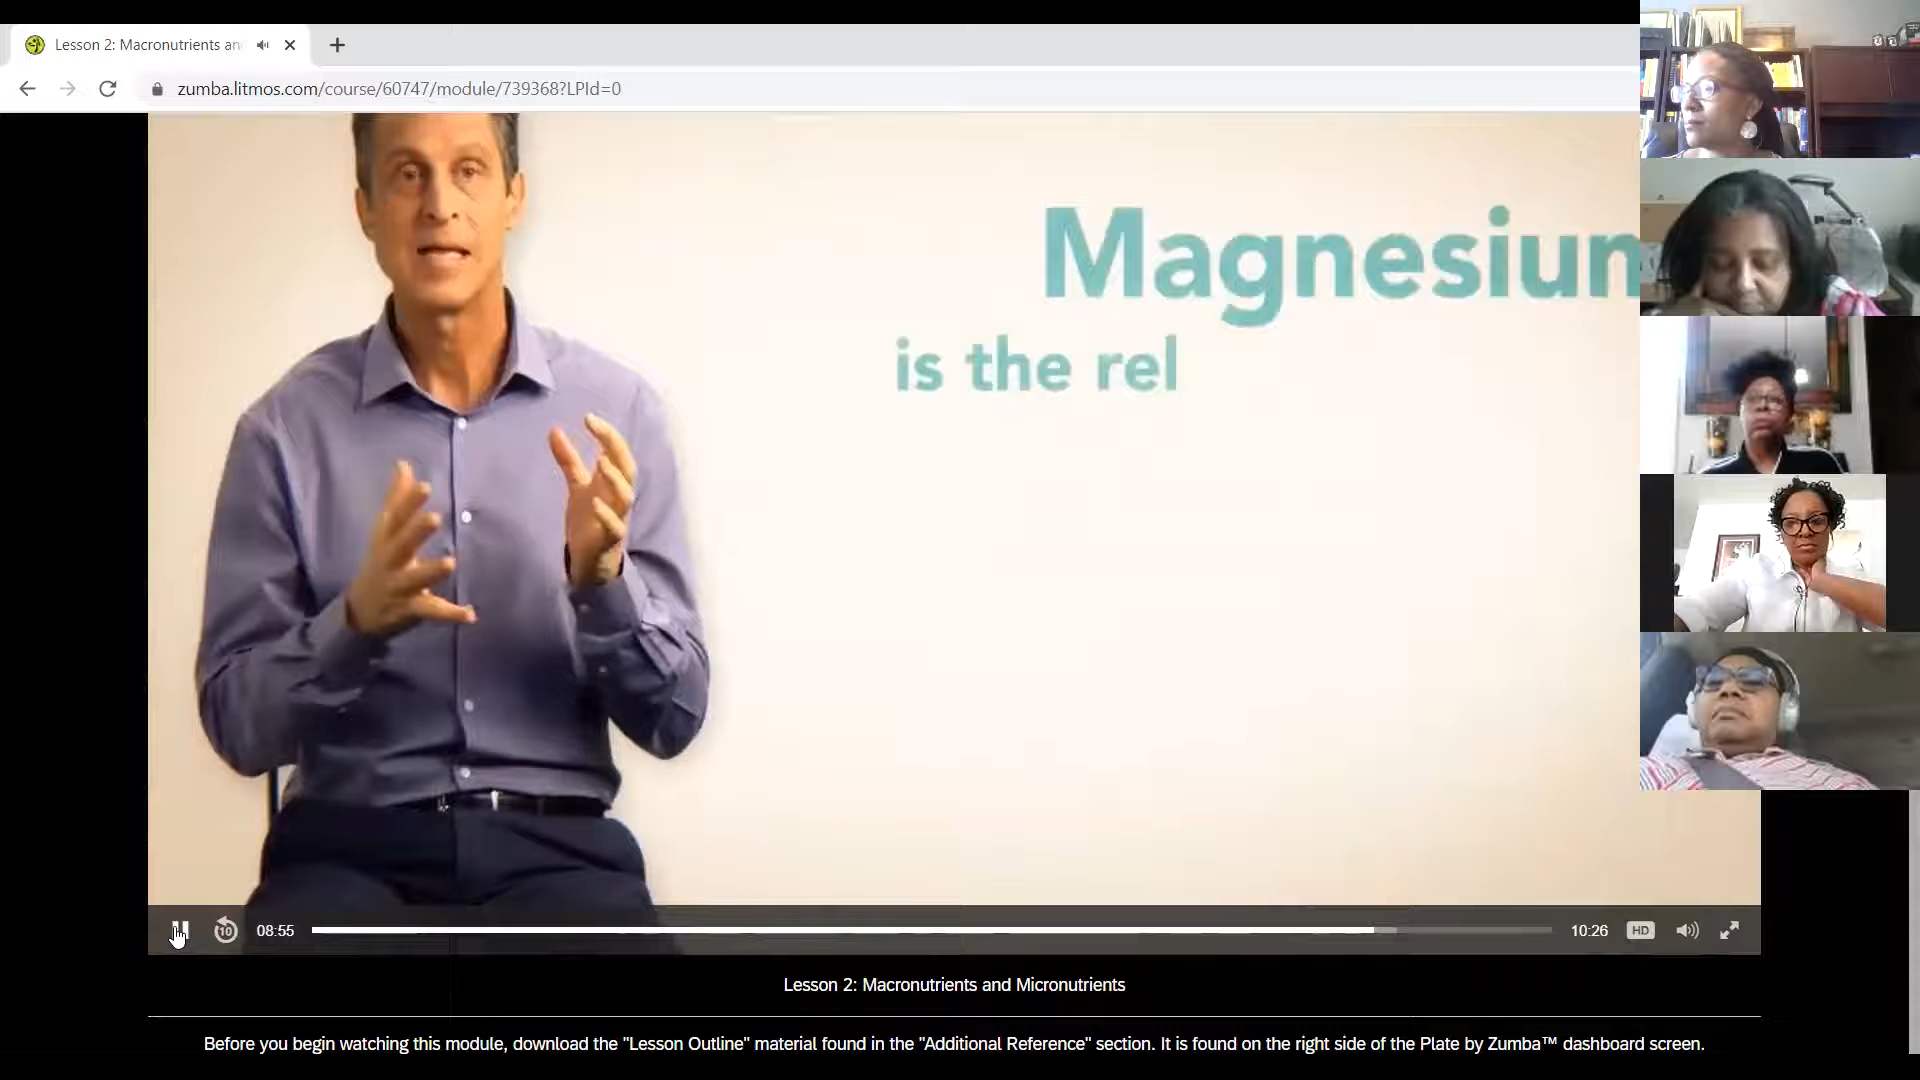 Lesson 2: Macronutrients an
zumba.litmos.com/course/60747/module/739368?LPId=0
Magnesium
is the rel
10
08:55
10:26
HD
Lesson 2: Macronutrients and Micronutrients
Before you begin watching this module, download the "Lesson Outline" material found in the "Additional Reference" section. It is found on the right side of the Plate by Zumba™ dashboard screen.